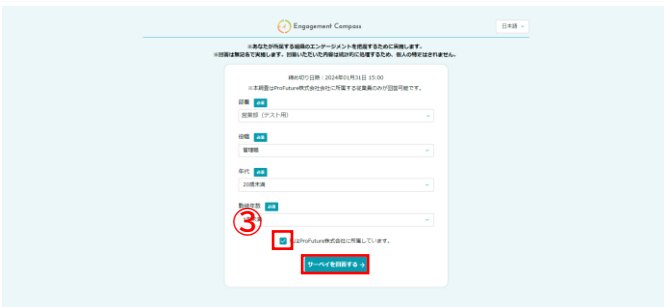 Engagement Compass
日本語
※あなたが所属する組織のエンゲージメントを把握するために実施します。
※回答は無記名で実施します。回答いただいた内容は統計的に処理するため、個人の特定はされません。
締め切り日時：2024年01月31日 15:00
※本調査はProFuture株式会社会社に所属する従業員のみが回答可能です。
部署 必須
営業部（テスト用）
役職 必須
管理職
年代 必須
20歳未満
勤続年数 必須
③
はProFuture株式会社に所属しています。
サーベイを回答する →